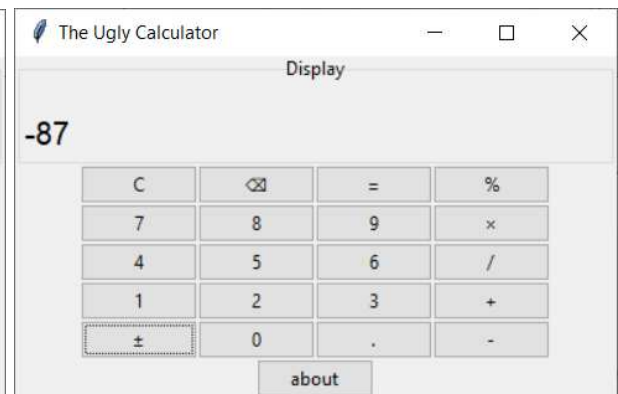 The Ugly Calculator
Display
-87
C ⌫ = %
7 8 9 ×
4 5 6 /
1 2 3 +
± 0 . -
about